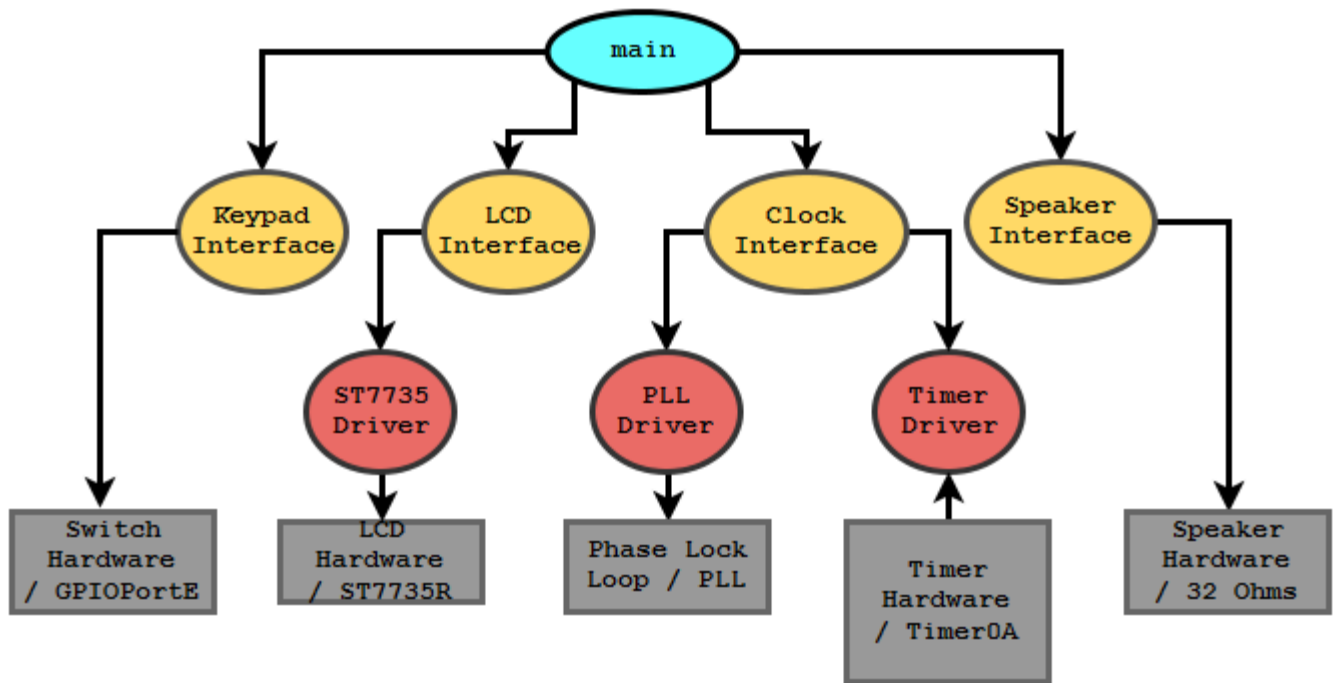 main
Keypad
Interface
LCD
Interface
Clock
Interface
Speaker
Interface
ST7735
Driver
PLL
Driver
Timer
Driver
Switch
Hardware
/ GPIOPortE
LCD
Hardware
/ ST7735R
Phase Lock
Loop / PLL
Timer
Hardware
/ Timer0A
Speaker
Hardware
/ 32 Ohms